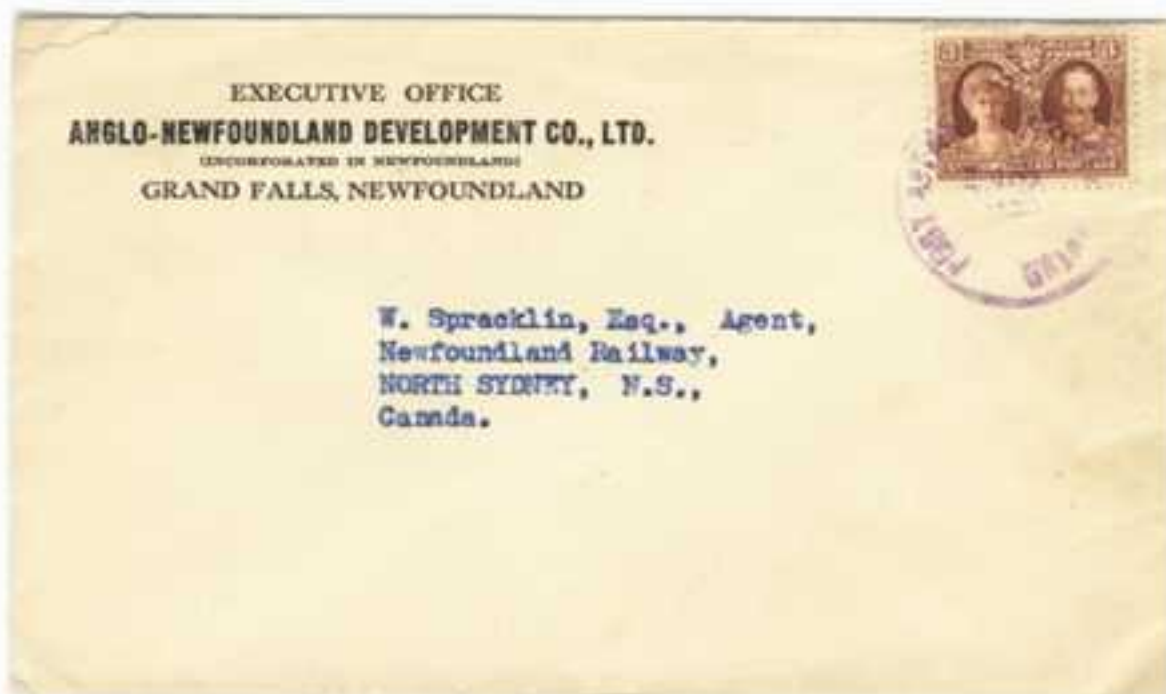 EXECUTIVE OFFICE
ANGLO-NEWFOUNDLAND DEVELOPMENT CO., LTD.
(INCORPORATED IN NEWFOUNDLAND)
GRAND FALLS, NEWFOUNDLAND
W. Spracklin, Esq., Agent,
Newfoundland Railway,
NORTH SYDNEY, N.S.,
Canada.